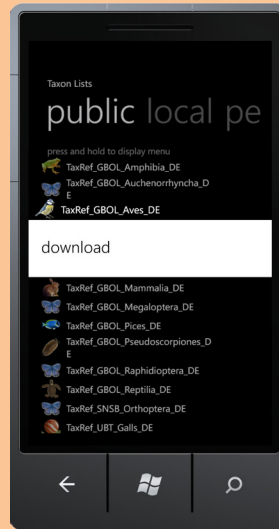 Taxon Lists
public local pe
press and hold to display menu
TaxRef_GBOL_Amphibia_DE
TaxRef_GBOL_Auchenorrhyncha_D
E
TaxRef_GBOL_Aves_DE
download
TaxRef_GBOL_Mammalia_DE
TaxRef_GBOL_Megaloptera_DE
TaxRef_GBOL_Pices_DE
TaxRef_GBOL_Pseudoscorpiones_D
E
TaxRef_GBOL_Raphidioptera_DE
TaxRef_GBOL_Reptilia_DE
TaxRef_SNSB_Orthoptera_DE
TaxRef_UBT_Galls_DE